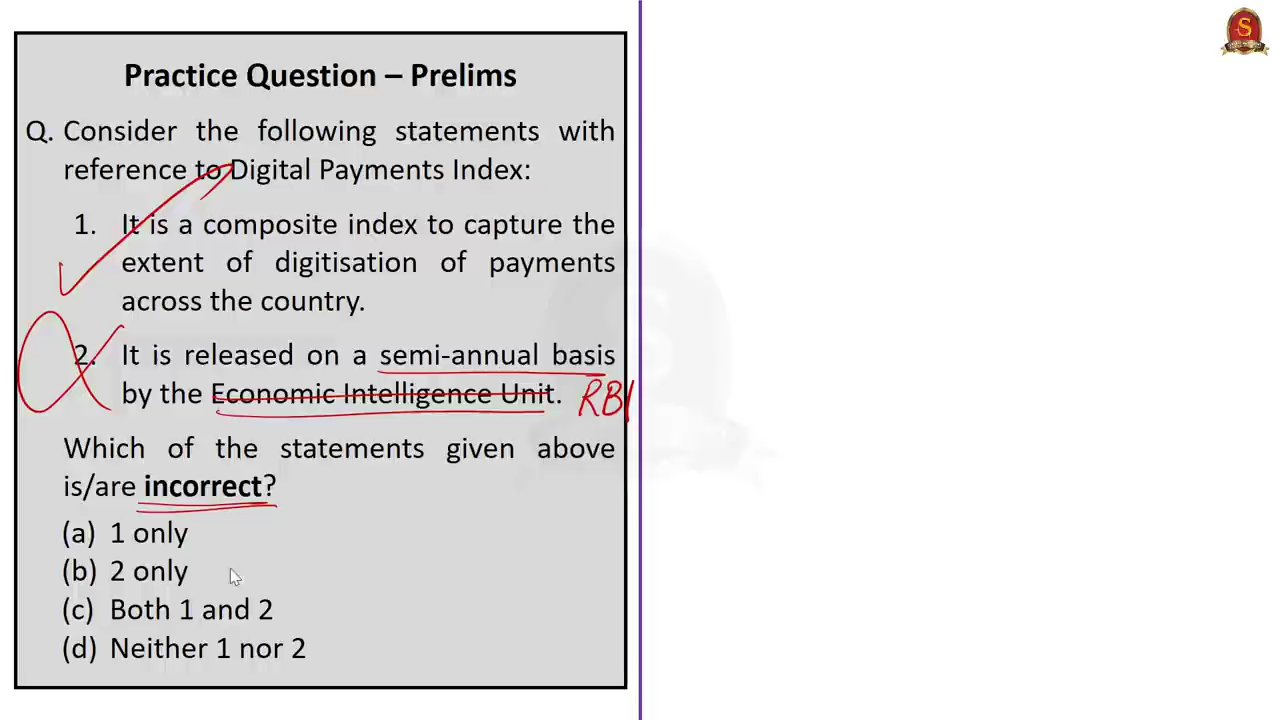 Practice Question – Prelims
Q. Consider the following statements with
reference to Digital Payments Index:
1. It is a composite index to capture the
extent of digitisation of payments
across the country.
2. It is released on a semi-annual basis
by the Economic Intelligence Unit. RBI
Which of the statements given above
is/are incorrect?
(a) 1 only
(b) 2 only
(c) Both 1 and 2
(d) Neither 1 nor 2
S